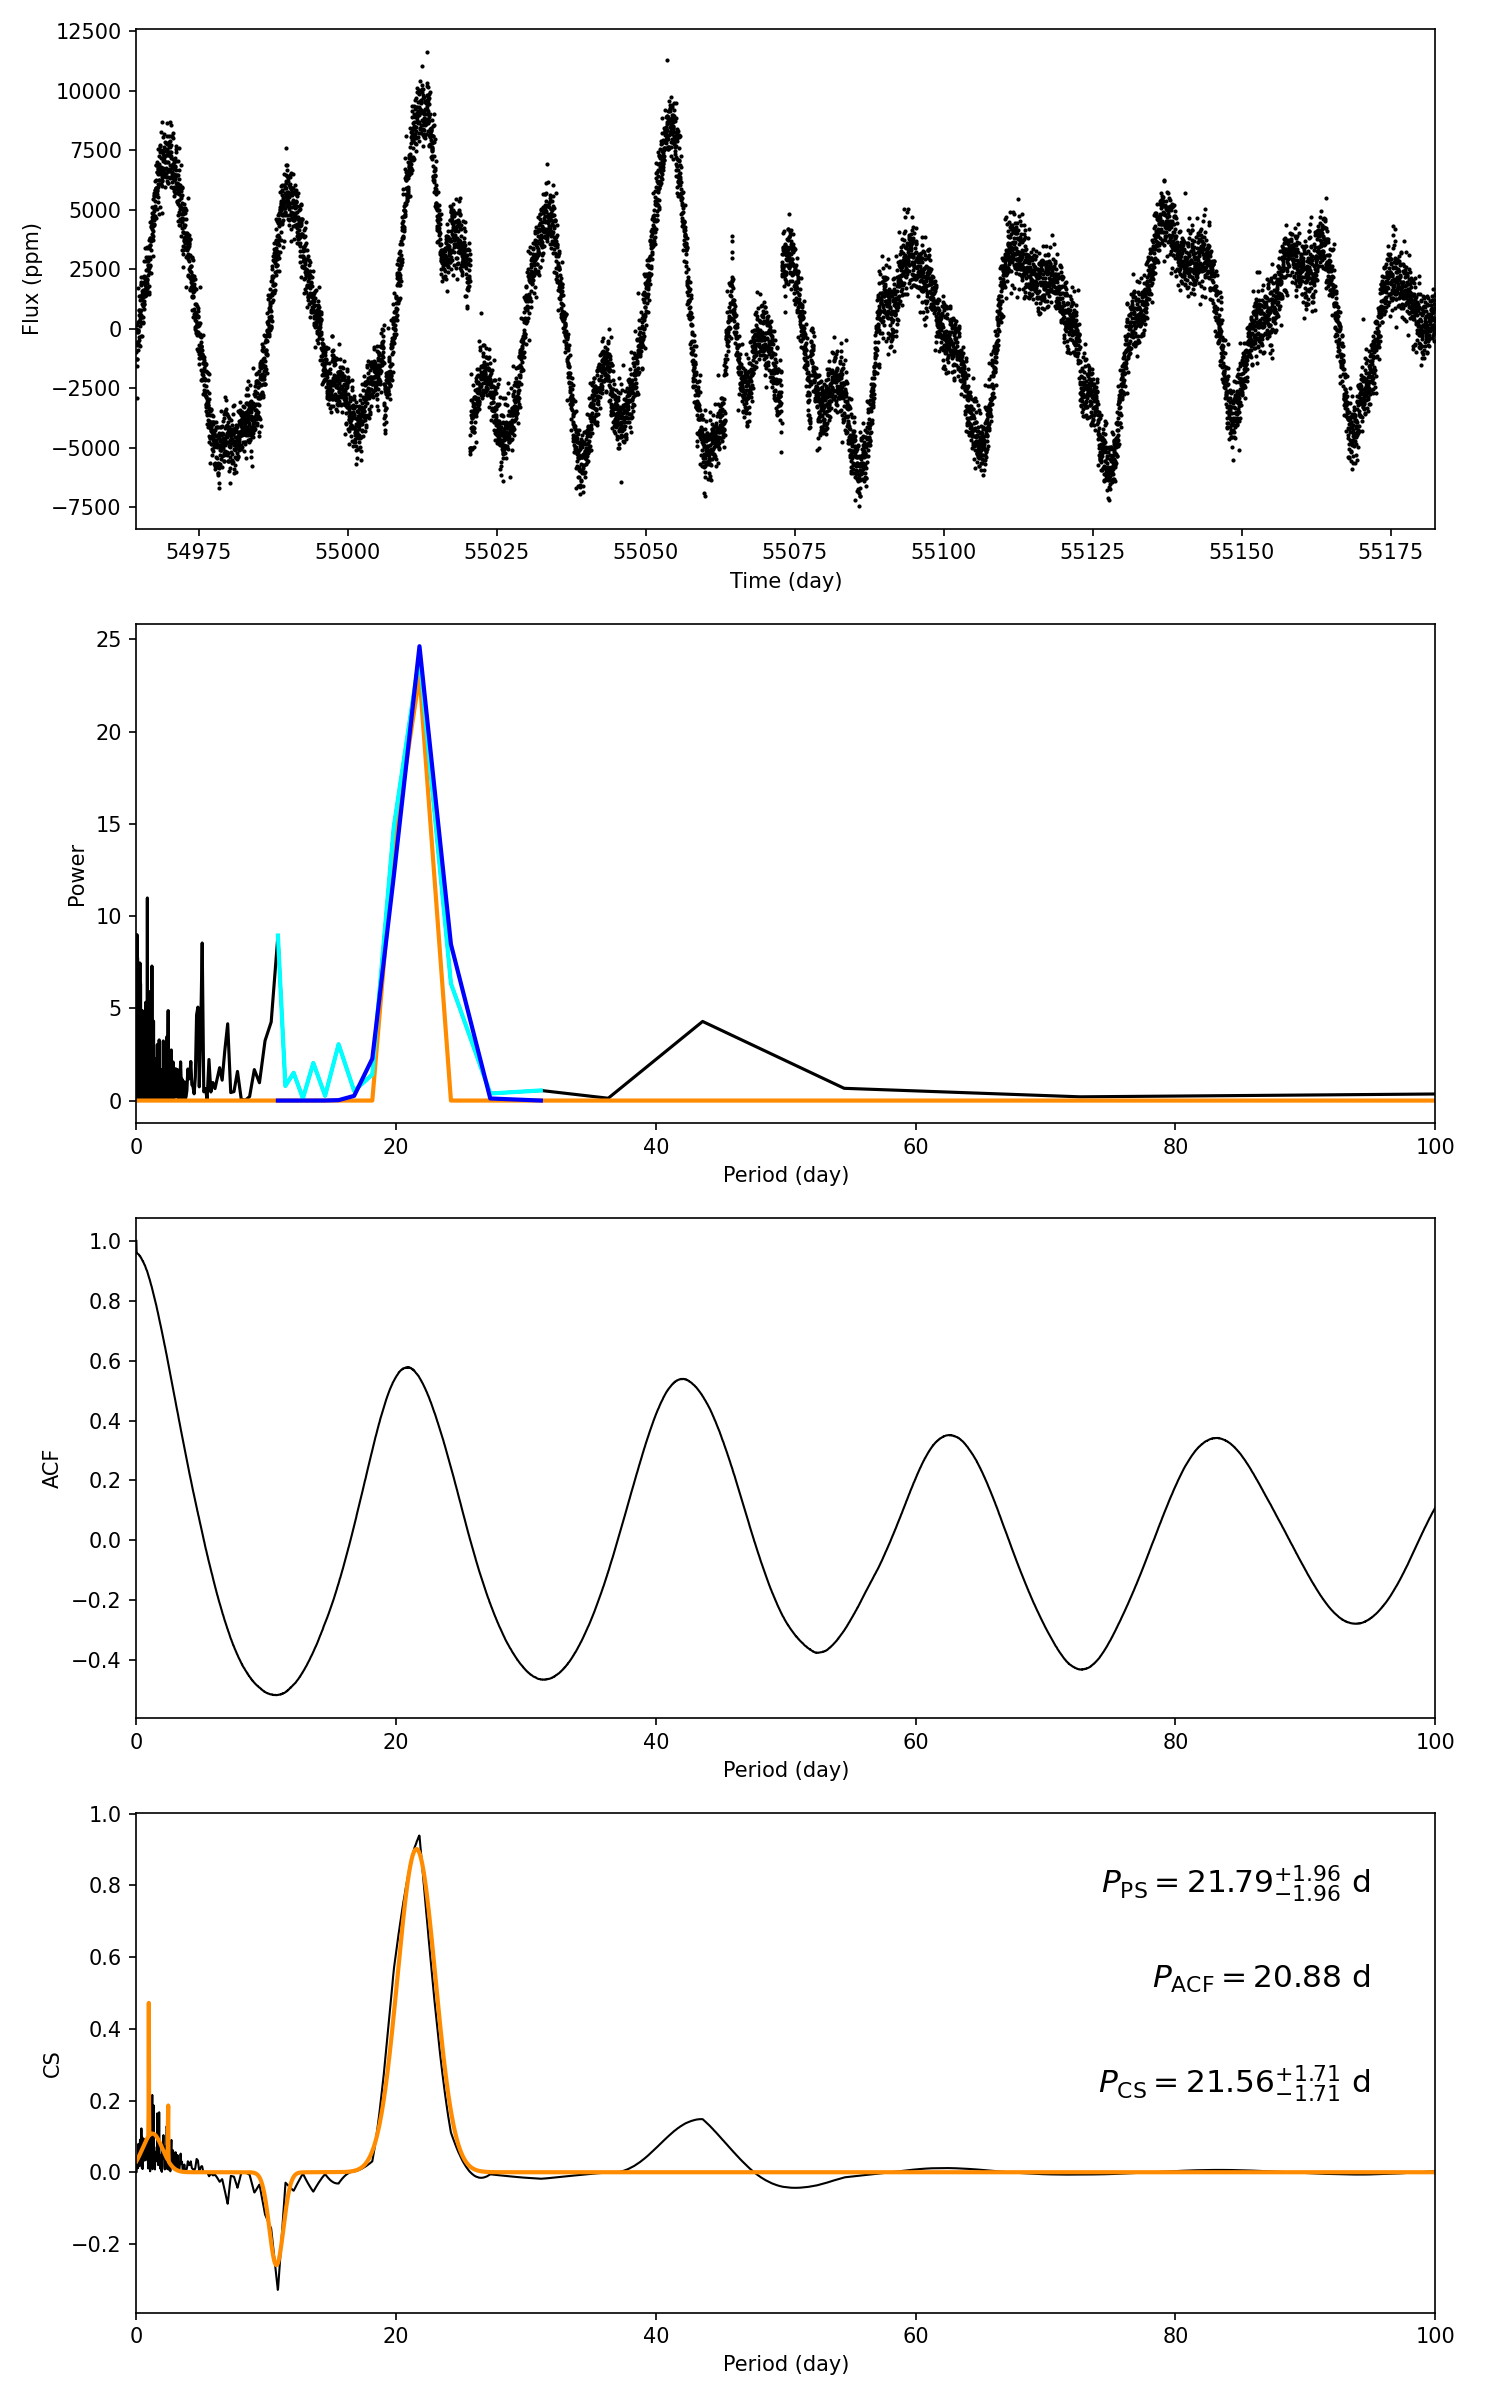 12500
10000
7500
5000
2500
0
−2500
−5000
−7500
Flux (ppm)
54975 55000 55025 55050 55075 55100 55125 55150 55175
Time (day)
25
20
15
10
5
0
Power
0 20 40 60 80 100
Period (day)
1.0
0.8
0.6
0.4
0.2
0.0
−0.2
−0.4
ACF
0 20 40 60 80 100
Period (day)
1.0
0.8
0.6
0.4
0.2
0.0
−0.2
CS
P_PS = 21.79^{+1.96}_{−1.96} d
P_ACF = 20.88 d
P_CS = 21.56^{+1.71}_{−1.71} d
0 20 40 60 80 100
Period (day)